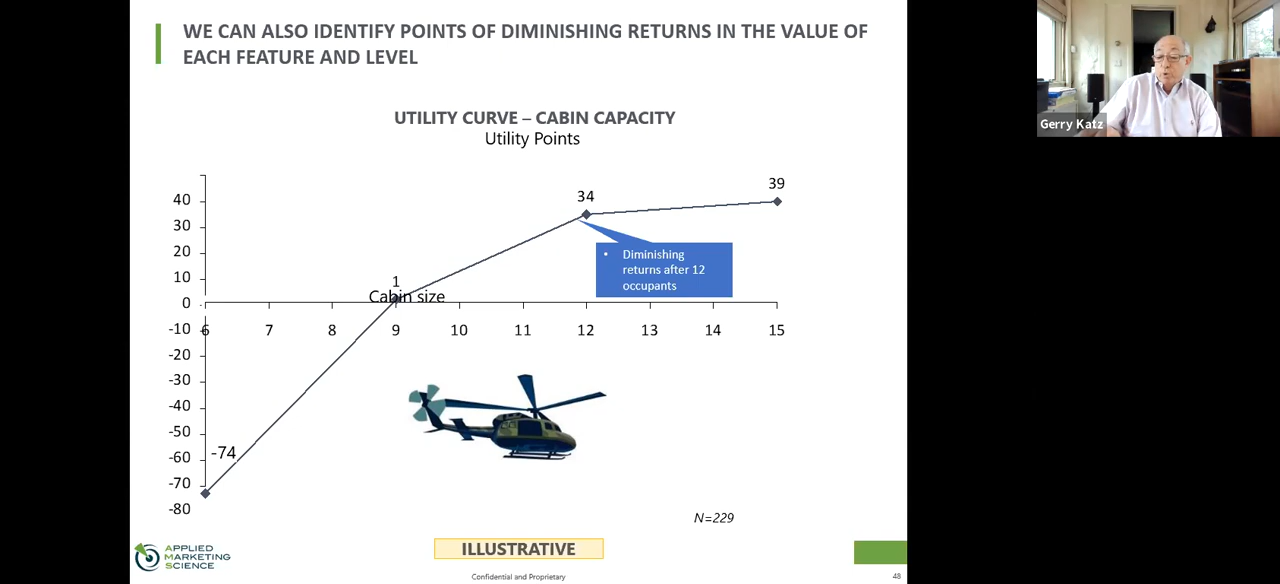 WE CAN ALSO IDENTIFY POINTS OF DIMINISHING RETURNS IN THE VALUE OF
EACH FEATURE AND LEVEL
Gerry Katz
UTILITY CURVE – CABIN CAPACITY
Utility Points
40
30
20
10
0
-10
-20
-30
-40
-50
-60
-70
-80
39
34
1
Cabin size
-74
• Diminishing
returns after 12
occupants
6 7 8 9 10 11 12 13 14 15
N=229
APPLIED
MARKETING
SCIENCE
ILLUSTRATIVE
Confidential and Proprietary
48